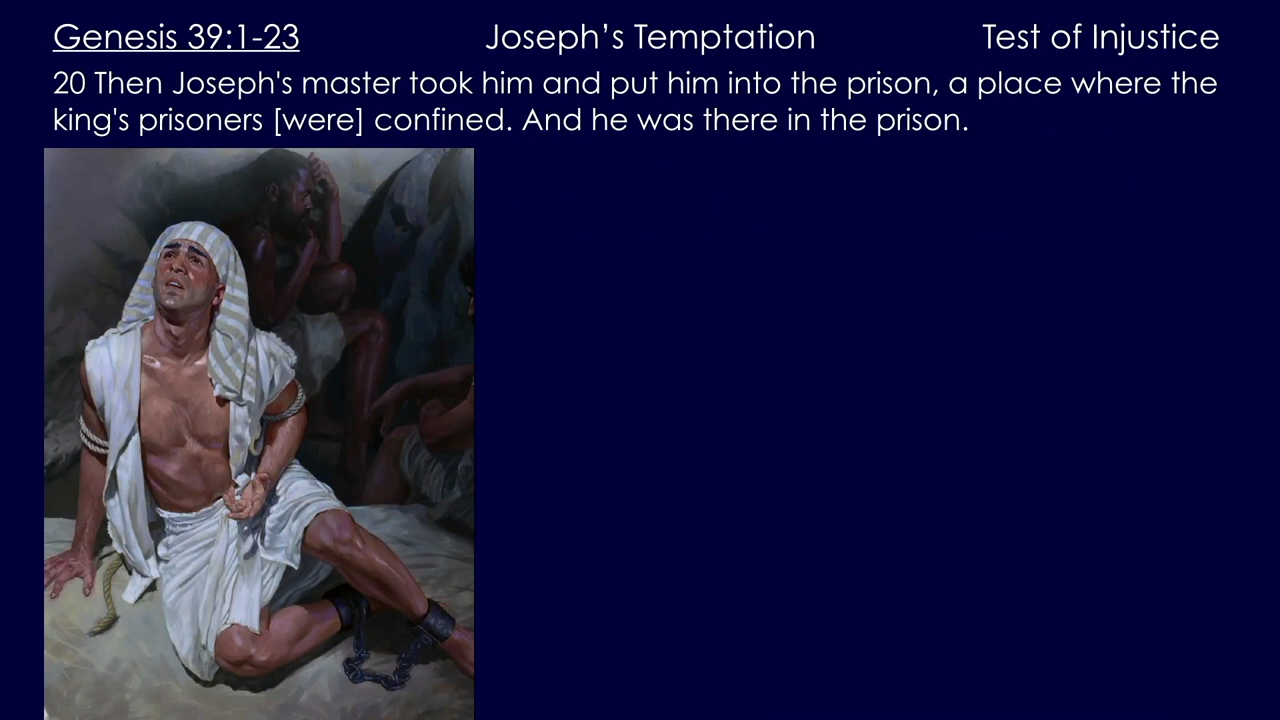 Genesis 39:1-23 Joseph’s Temptation Test of Injustice
20 Then Joseph's master took him and put him into the prison, a place where the
king's prisoners [were] confined. And he was there in the prison.